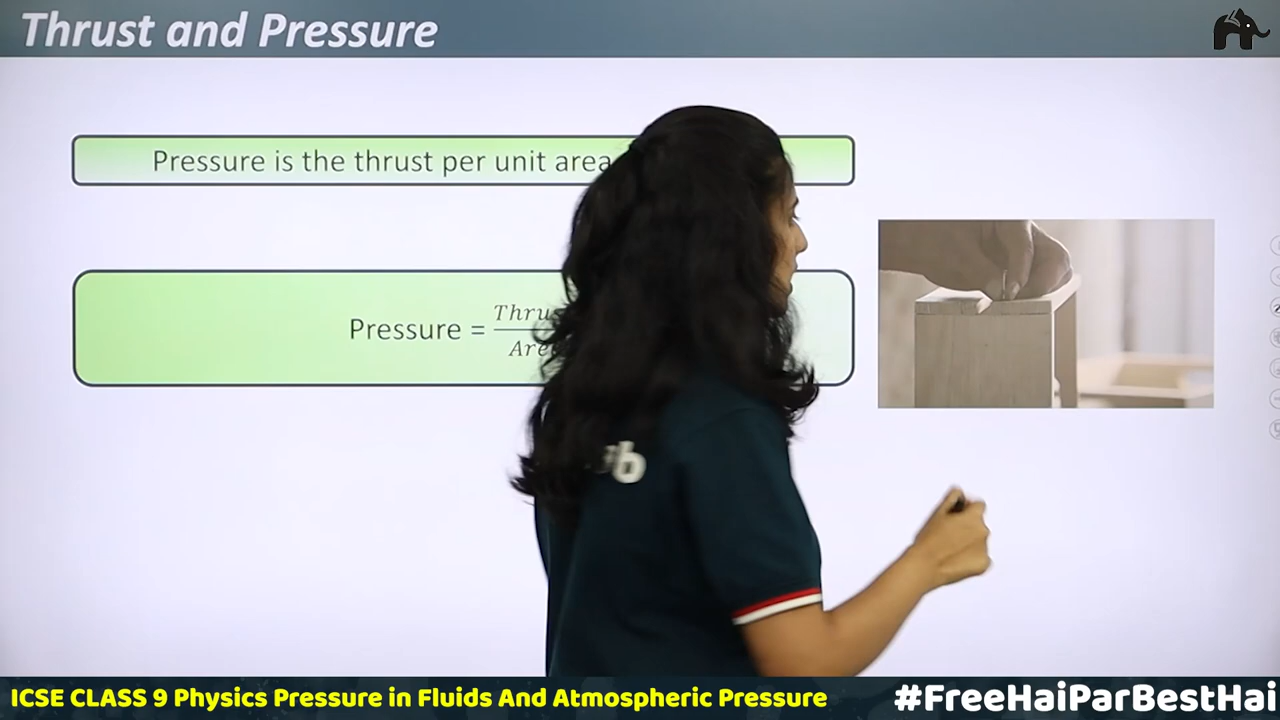 Thrust and Pressure
Pressure is the thrust per unit area
Pressure =
ICSE CLASS 9 Physics Pressure in Fluids And Atmospheric Pressure
#FreeHaiParBestHai